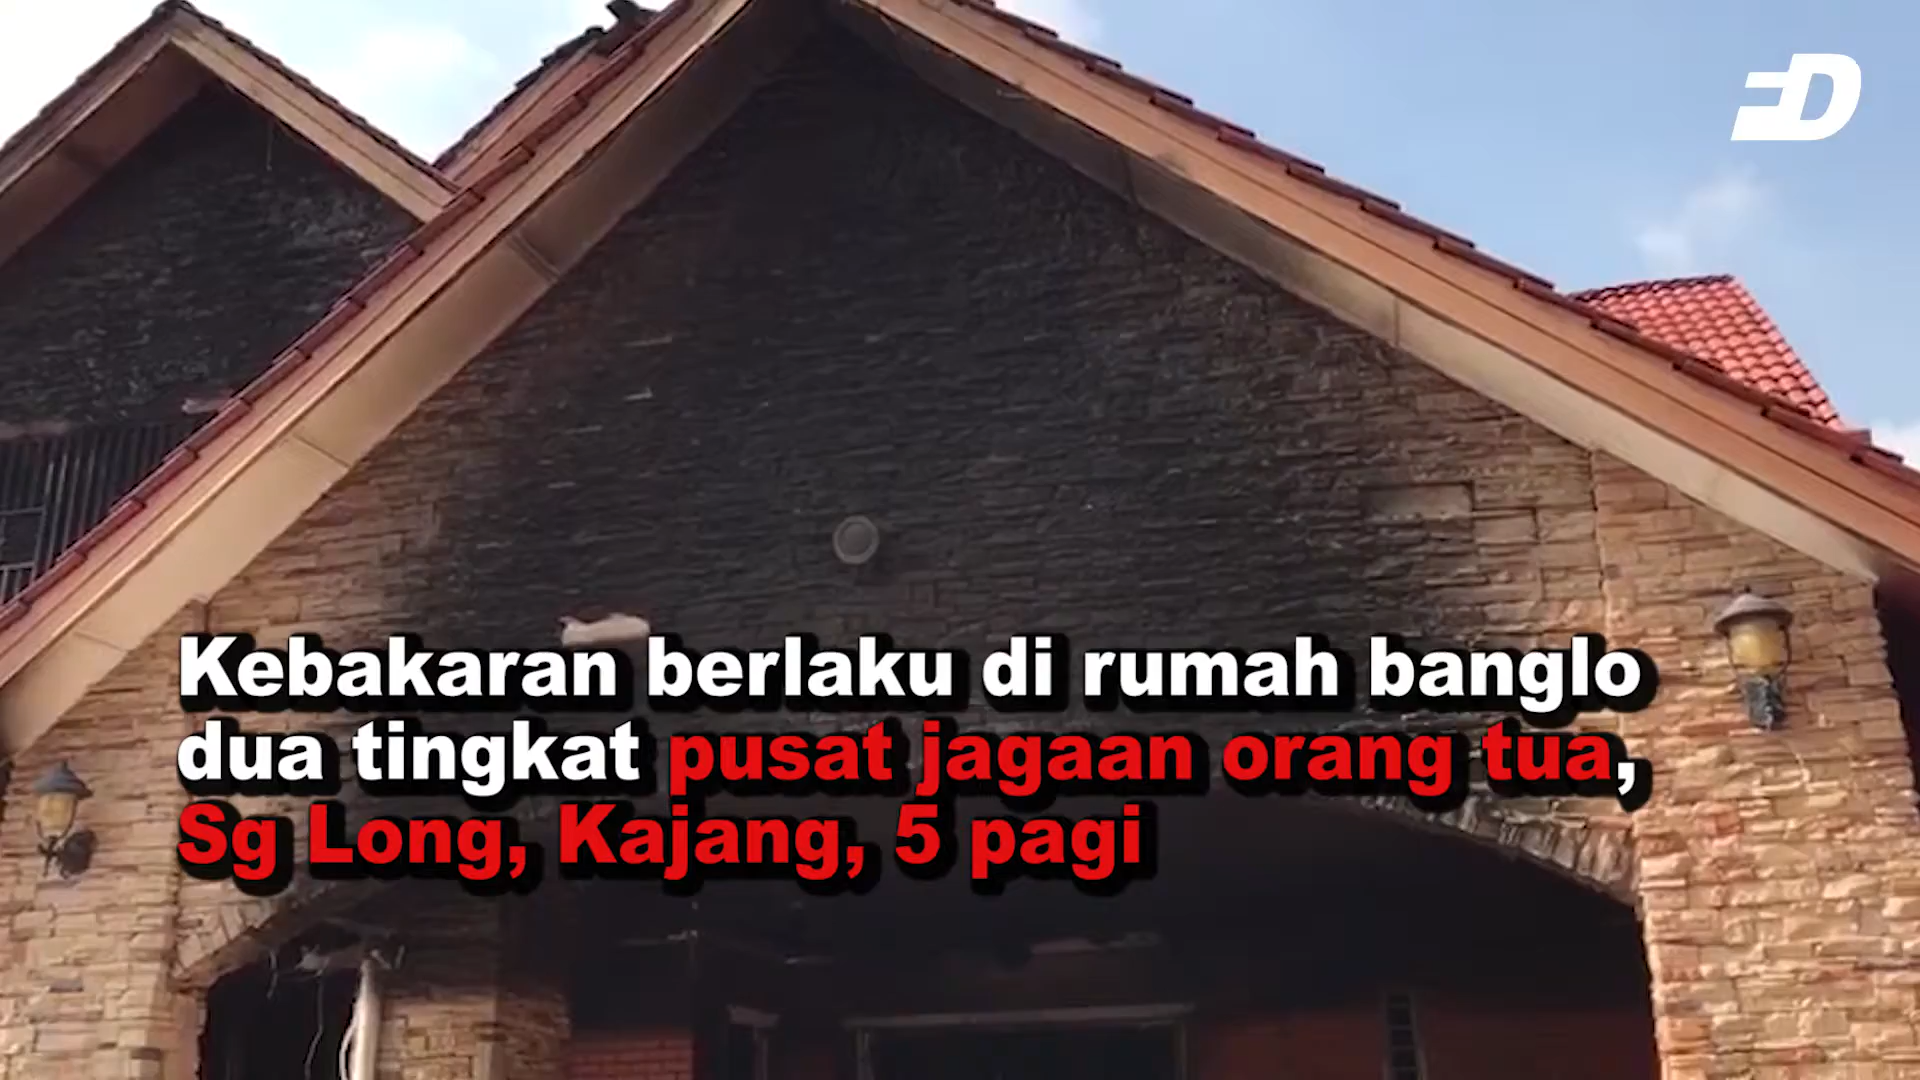 Kebakaran berlaku di rumah banglo
dua tingkat pusat jagaan orang tua,
Sg Long, Kajang, 5 pagi